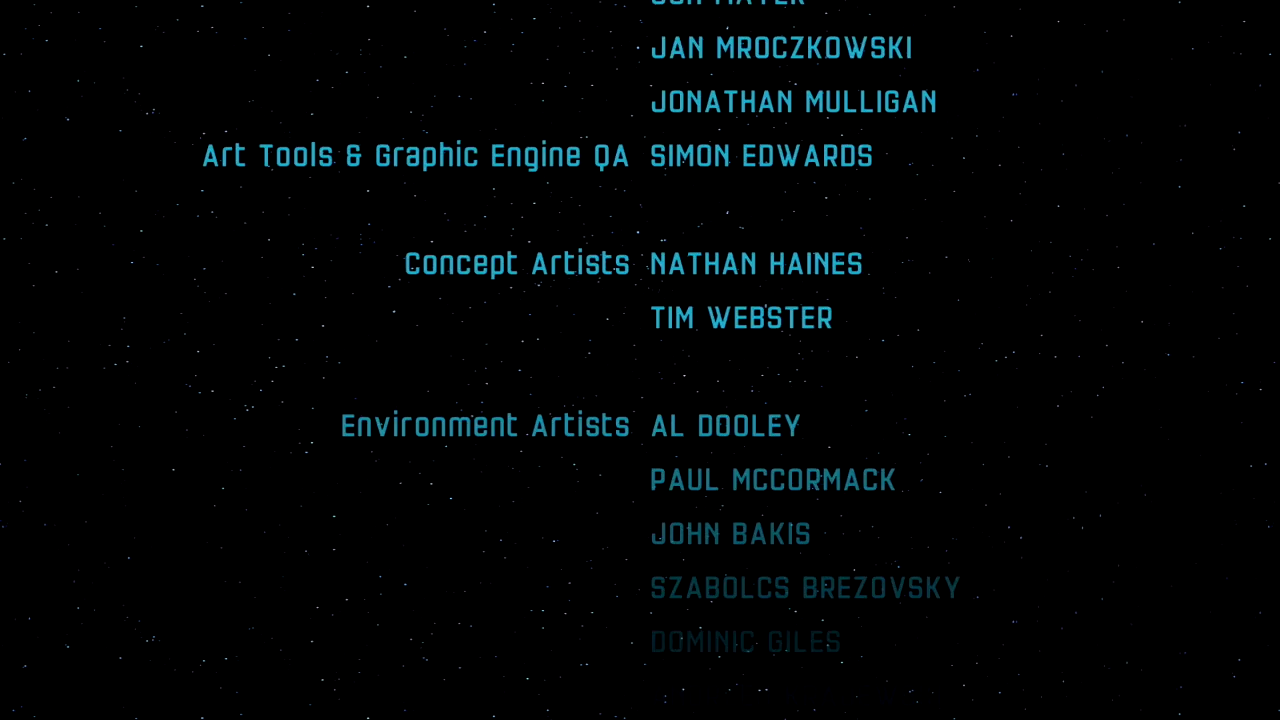 JAN MROCZKOWSKI
JONATHAN MULLIGAN
Art Tools & Graphic Engine QA SIMON EDWARDS
Concept Artists NATHAN HAINES
TIM WEBSTER
Environment Artists AL DOOLEY
PAUL MCCORMACK
JOHN BAKIS
SZABOLCS BREZOVSKY
DOMINIC GILES